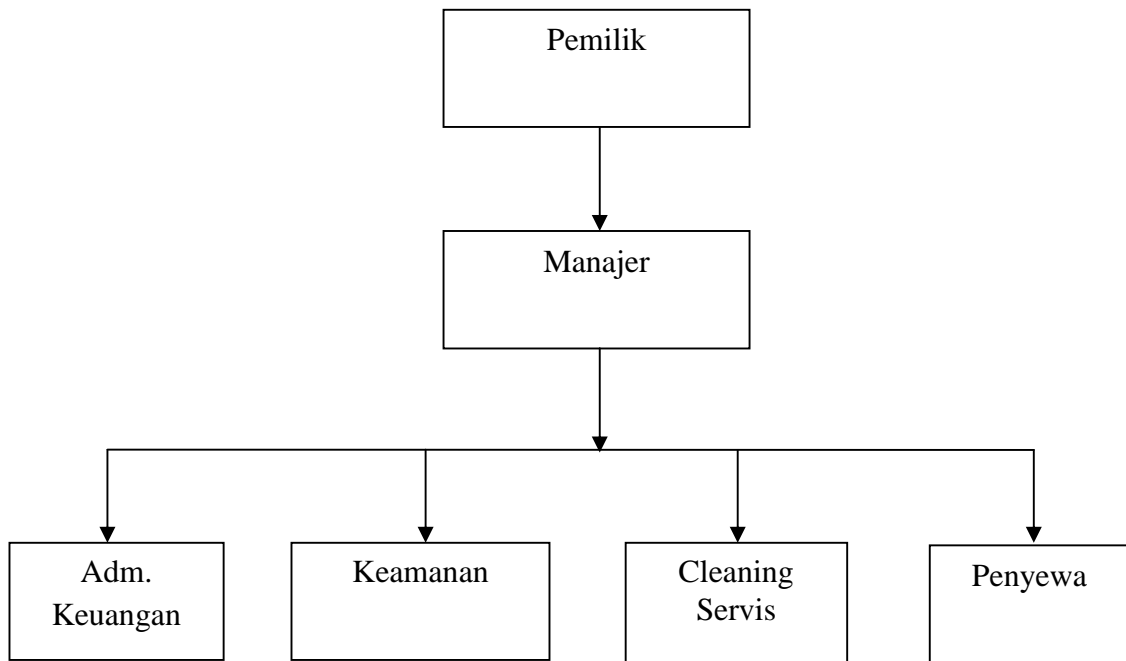 Pemilik
Manajer
Adm.
Keuangan
Keamanan
Cleaning
Servis
Penyewa